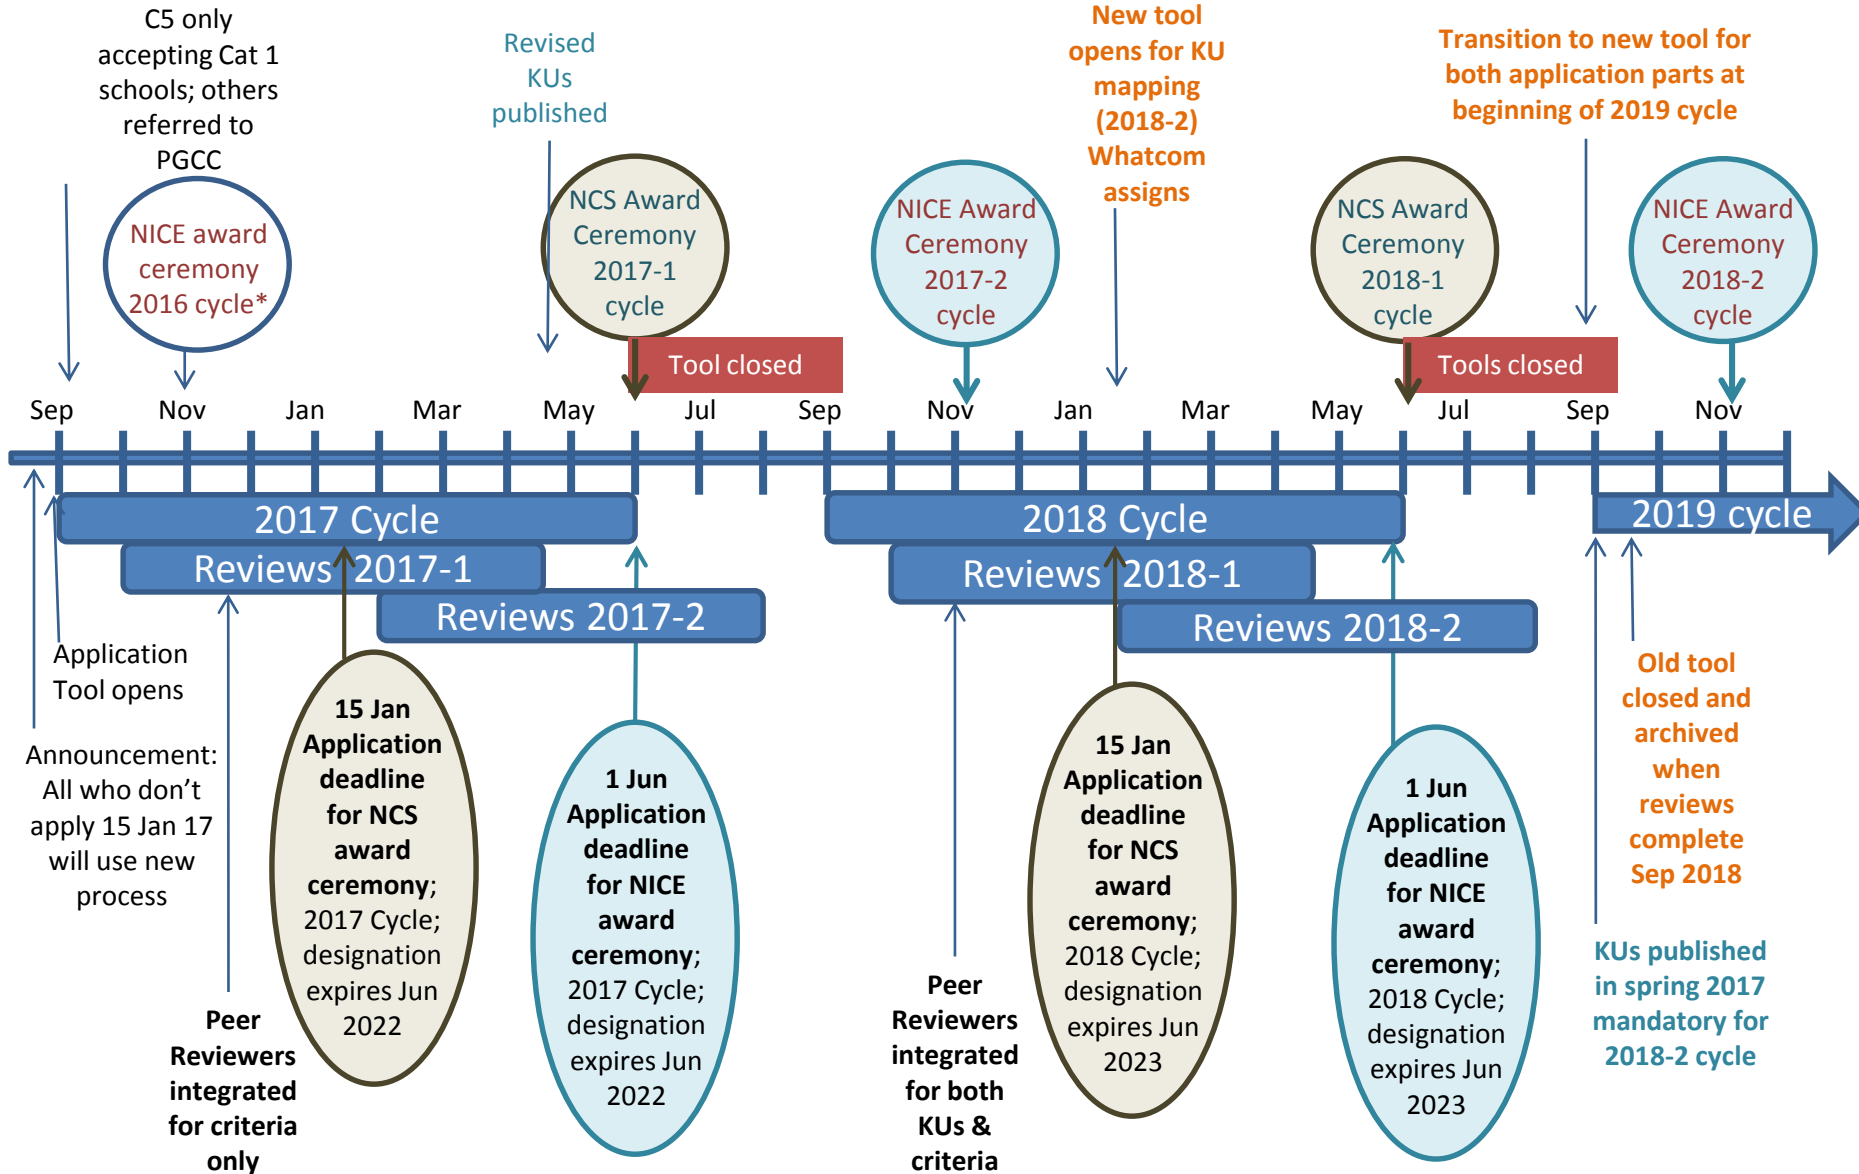 C5 only
accepting Cat 1
schools; others
referred to
PGCC
Revised
KUs
published
New tool
opens for KU
mapping
(2018-2)
Whatcom
assigns
Transition to new tool for
both application parts at
beginning of 2019 cycle
NICE award
ceremony
2016 cycle*
NCS Award
Ceremony
2017-1
cycle
NICE Award
Ceremony
2017-2
cycle
NCS Award
Ceremony
2018-1
cycle
NICE Award
Ceremony
2018-2
cycle
Tool closed
Tools closed
Sep Nov Jan Mar May Jul Sep Nov Jan Mar May Jul Sep Nov
2017 Cycle
2018 Cycle
2019 cycle
Reviews 2017-1
Reviews 2018-1
Reviews 2017-2
Reviews 2018-2
Application
Tool opens
Announcement:
All who don't
apply 15 Jan 17
will use new
process
Peer
Reviewers
integrated
for criteria
only
15 Jan
Application
deadline
for NCS
award
ceremony;
2017 Cycle;
designation
expires Jun
2022
1 Jun
Application
deadline
for NICE
award
ceremony;
2017 Cycle;
designation
expires Jun
2022
Peer
Reviewers
integrated
for both
KUs &
criteria
15 Jan
Application
deadline
for NCS
award
ceremony;
2018 Cycle;
designation
expires Jun
2023
1 Jun
Application
deadline
for NICE
award
ceremony;
2018 Cycle;
designation
expires Jun
2023
Old tool
closed and
archived
when
reviews
complete
Sep 2018
KUs published
in spring 2017
mandatory for
2018-2 cycle